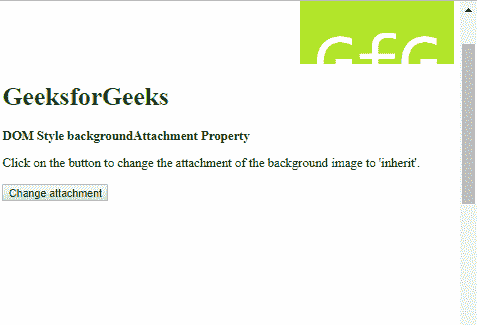 GfG
GeeksforGeeks
DOM Style backgroundAttachment Property
Click on the button to change the attachment of the background image to 'inherit'.
Change attachment